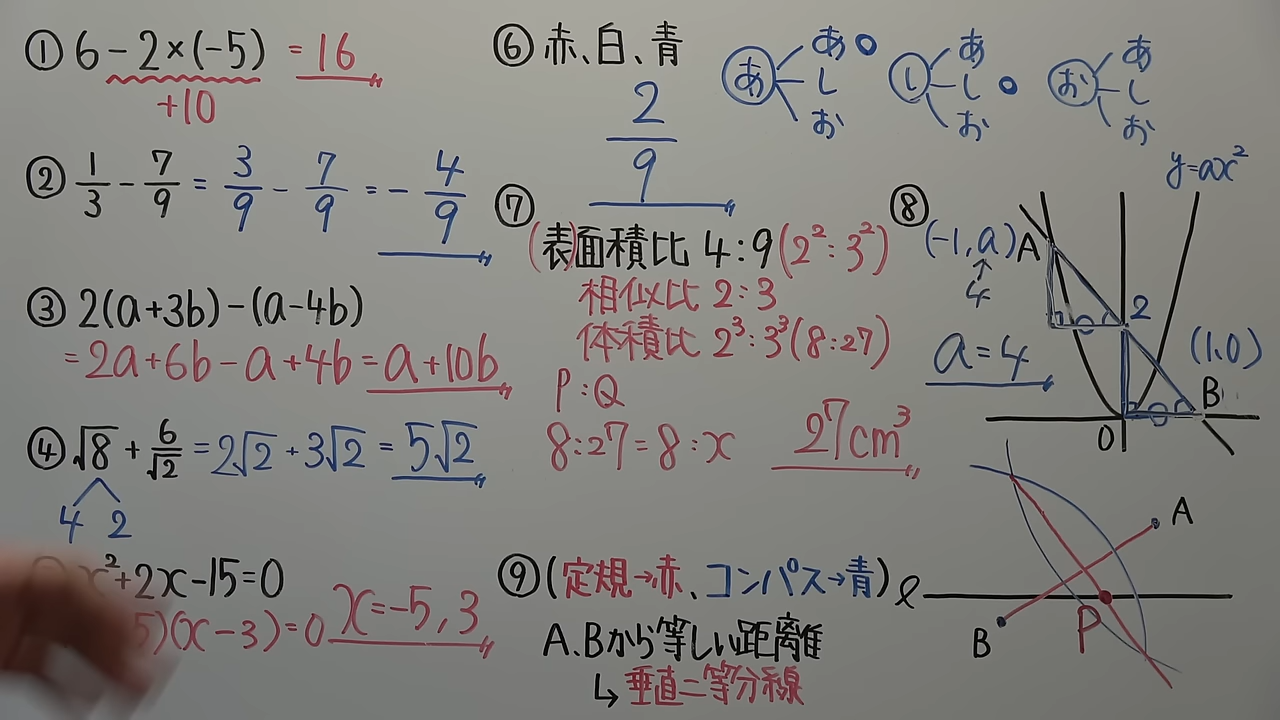 ① 6-2×(-5) =16
+10
② 1/3 - 7/9 = 3/9 - 7/9 = - 4/9
③ 2(a+3b)-(a-4b)
=2a+6b-a+4b=a+10b
④ √8 + 6/√2 =2√2+3√2=5√2
4 2
x²+2x-15=0
5)(x-3)=0 x=-5,3
⑥ 赤、白、青
2/9
あ あ し お
し あ し お
お あ し お
⑦
(表)面積比 4:9(2²:3²)
相似比 2:3
体積比 2³:3³(8:27)
P:Q
8:27=8:x 27cm³
⑧
y=ax²
(-1,a) A
4
2
a=4
(1,0)
B
O
⑨(定規→赤、コンパス→青)
A、Bから等しい距離
↳垂直二等分線
A
ℓ
B
P